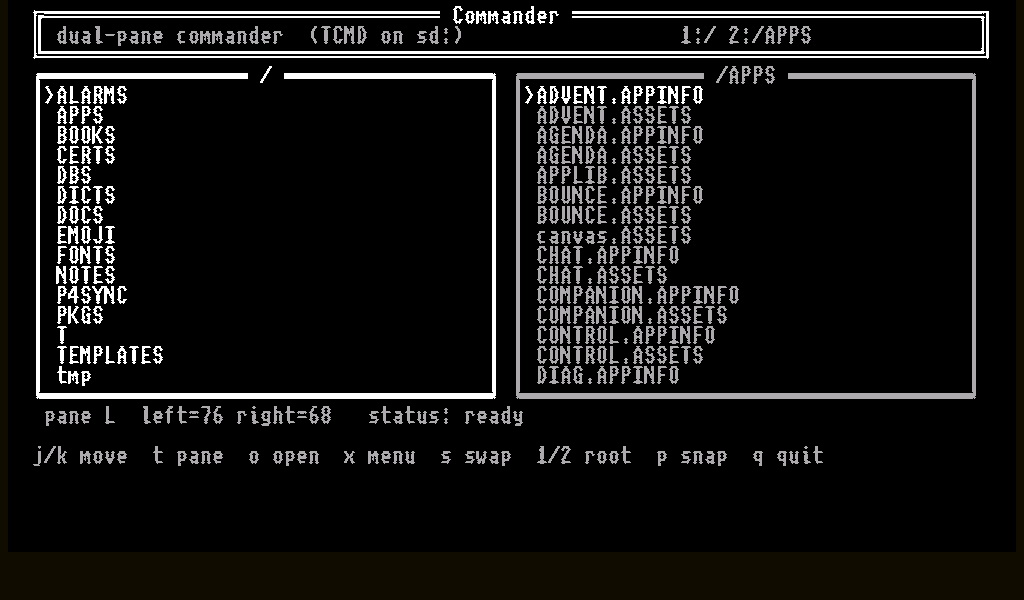 Commander
dual-pane commander (TCMD on sd:) 1:/ 2:/APPS
/
>ALARMS
APPS
BOOKS
CERTS
DBS
DICTS
DOCS
EMOJI
FONTS
NOTES
P4SYNC
PKGS
T
TEMPLATES
tmp
/APPS
>ADVENT.APPINFO
ADVENT.ASSETS
AGENDA.APPINFO
AGENDA.ASSETS
APPLIB.ASSETS
BOUNCE.APPINFO
BOUNCE.ASSETS
canvas.ASSETS
CHAT.APPINFO
CHAT.ASSETS
COMPANION.APPINFO
COMPANION.ASSETS
CONTROL.APPINFO
CONTROL.ASSETS
DIAG.APPINFO
pane L left=76 right=68 status: ready
j/k move t pane o open x menu s swap 1/2 root p snap q quit